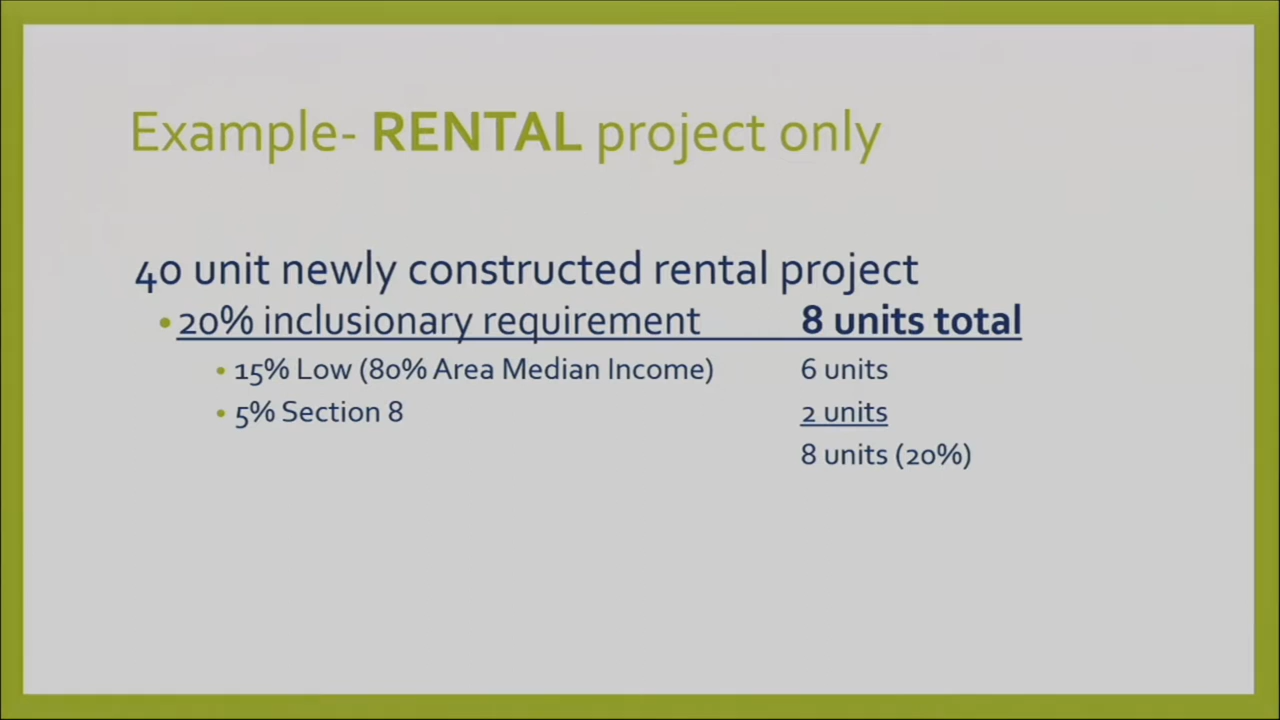 Example- RENTAL project only
40 unit newly constructed rental project
• 20% inclusionary requirement 8 units total
• 15% Low (80% Area Median Income) 6 units
• 5% Section 8 2 units
8 units (20%)